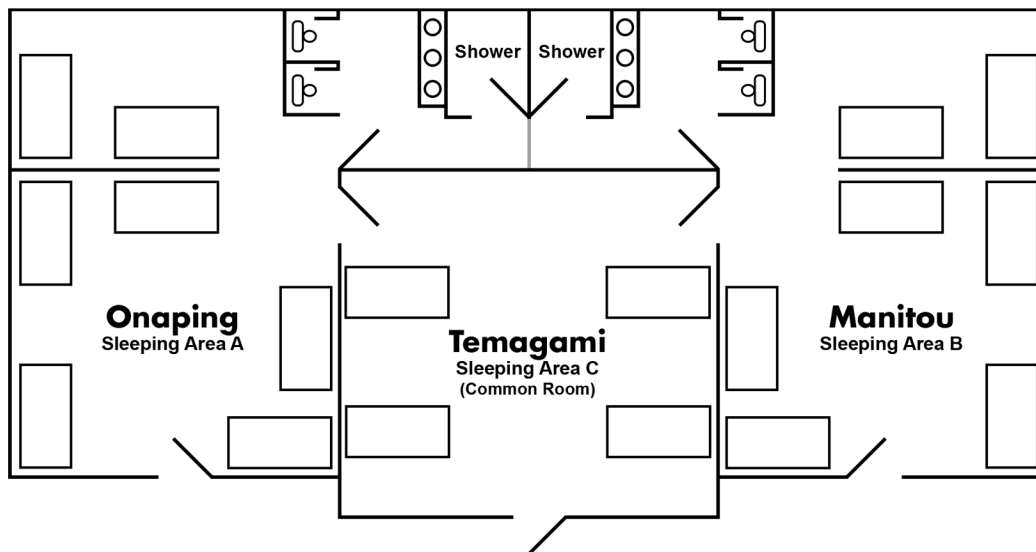 Shower
Shower
Onaping
Sleeping Area A
Temagami
Sleeping Area C
(Common Room)
Manitou
Sleeping Area B